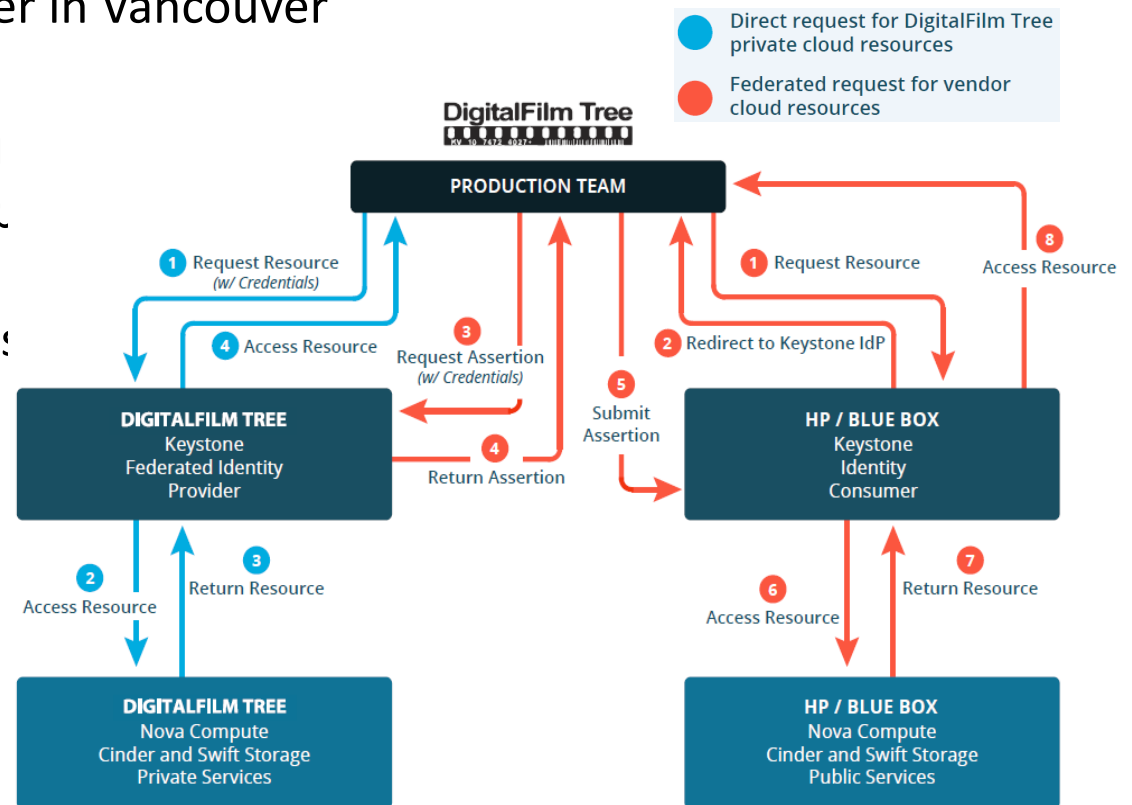 er in Vancouver
Direct request for DigitalFilm Tree
private cloud resources
Federated request for vendor
cloud resources
DigitalFilm Tree
PRODUCTION TEAM
1 Request Resource
(w/ Credentials)
4 Access Resource
3
Request Assertion
(w/ Credentials)
4
Return Assertion
5
Submit
Assertion
1 Request Resource
2 Redirect to Keystone IdP
8
Access Resource
DIGITALFILM TREE
Keystone
Federated Identity
Provider
HP / BLUE BOX
Keystone
Identity
Consumer
2
Access Resource
3
Return Resource
6
Access Resource
7
Return Resource
DIGITALFILM TREE
Nova Compute
Cinder and Swift Storage
Private Services
HP / BLUE BOX
Nova Compute
Cinder and Swift Storage
Public Services